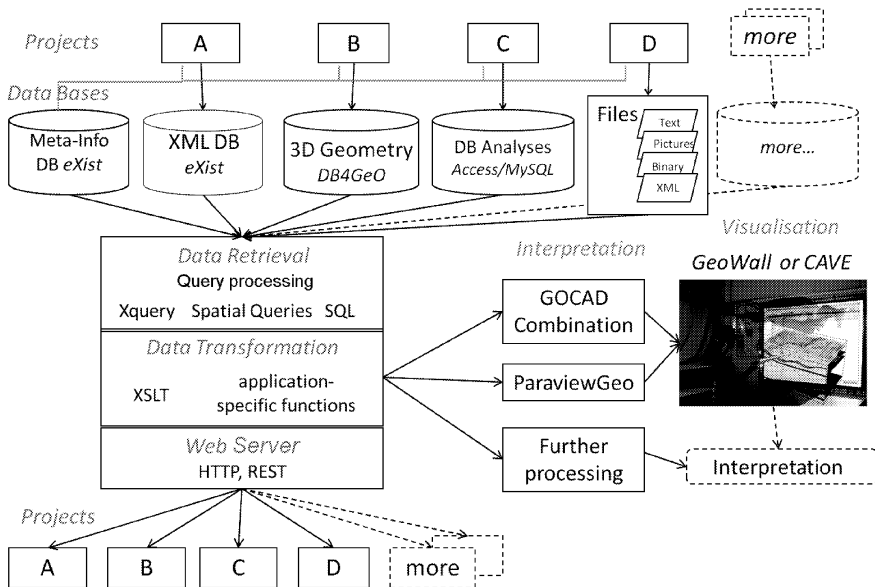 Projects
A
B
C
D
more
Data Bases
Meta-Info
DB eXist
XML DB
eXist
3D Geometry
DB4GeO
DB Analyses
Access/MySQL
Files
Text
Pictures
Binary
XML
more...
Data Retrieval
Query processing
Xquery Spatial Queries SQL
Data Transformation
XSLT
application-
specific functions
Web Server
HTTP, REST
Interpretation
GOCAD
Combination
ParaviewGeo
Further
processing
Visualisation
GeoWall or CAVE
Interpretation
Projects
A
B
C
D
more